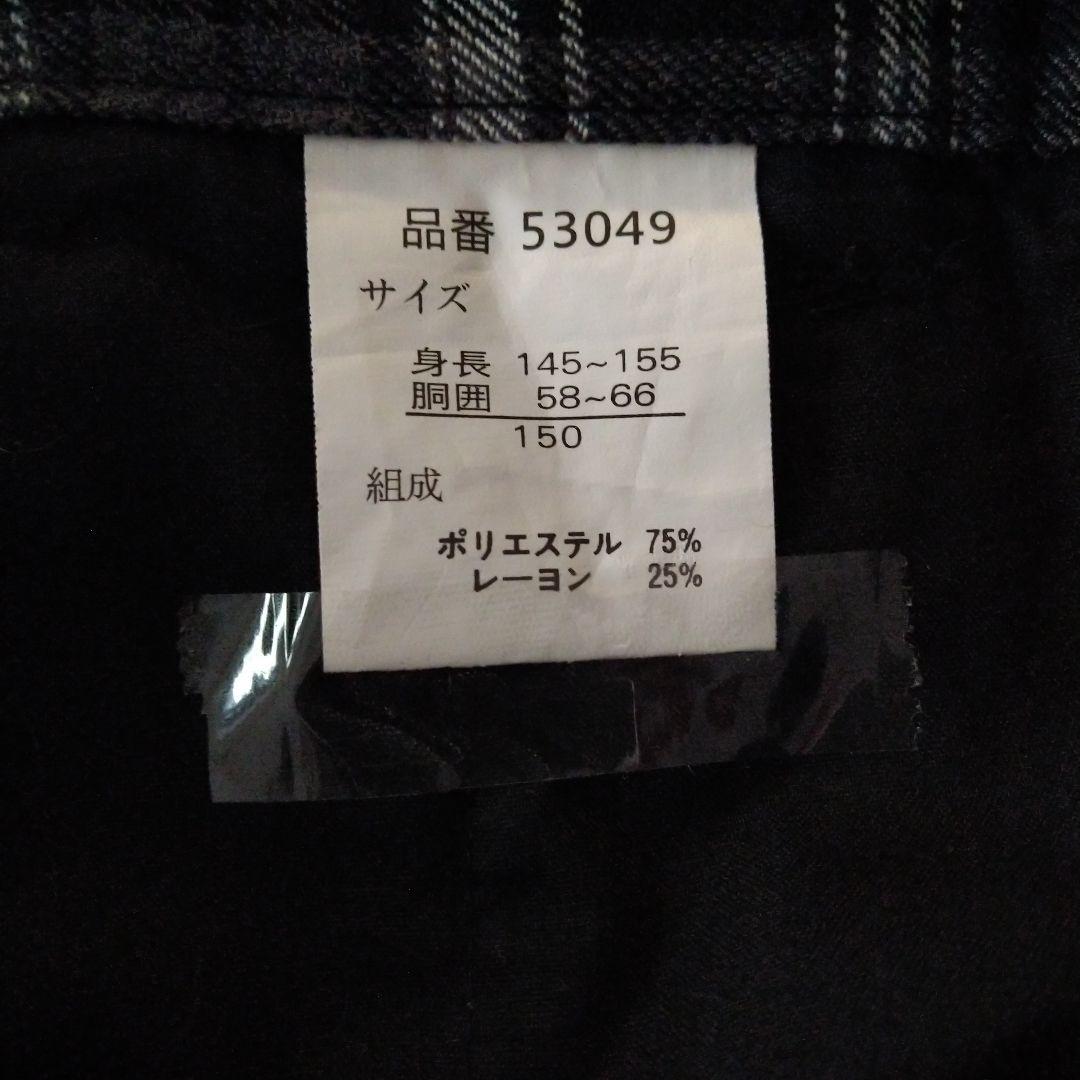 品番 53049
サイズ
身長 145~155
胴囲 58~66
150
組成
ポリエステル 75%
レーヨン 25%